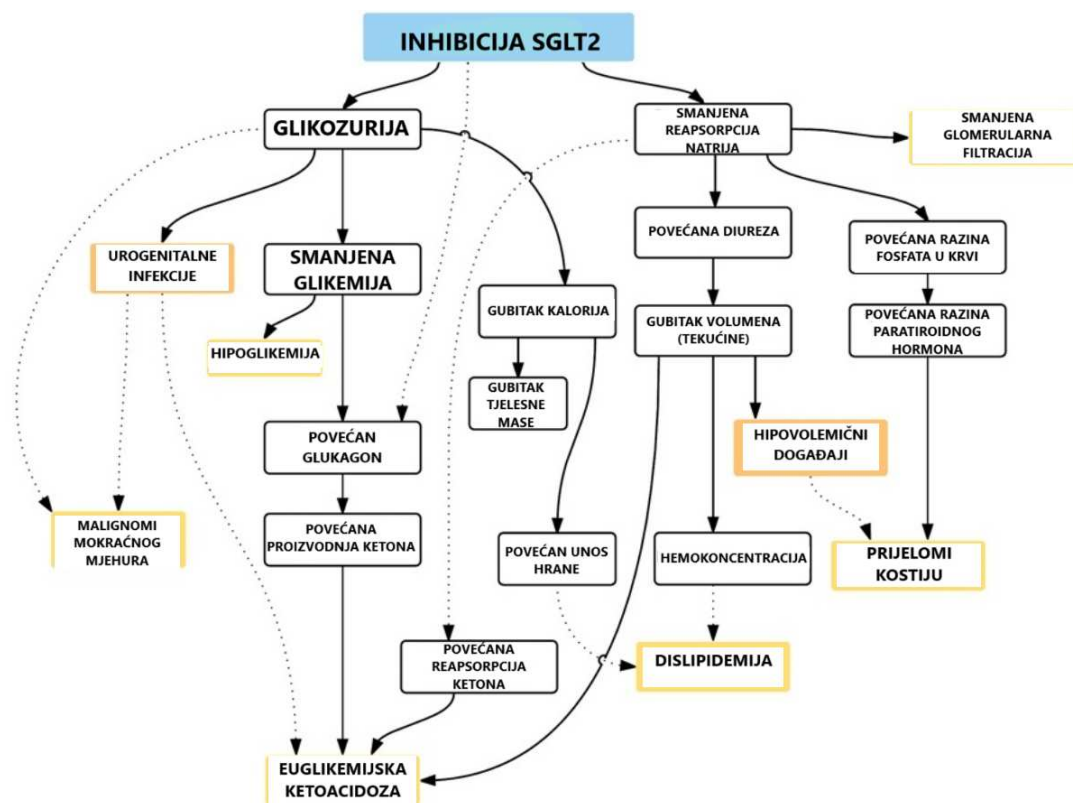 INHIBICIJA SGLT2
GLIKOZURIJA
SMANJENA
REAPSORPCIJA
NATRIJA
SMANJENA
GLOMERULARNA
FILTRACIJA
UROGENITALNE
INFEKCIJE
SMANJENA
GLIKEMIJA
POVEĆANA DIUREZA
POVEĆANA RAZINA
FOSFATA U KRVI
GUBITAK KALORIJA
GUBITAK VOLUMENA
(TEKUĆINE)
POVEĆANA RAZINA
PARATIROIDNOG
HORMONA
HIPOGLIKEMIJA
GUBITAK
TJELESNE
MASE
POVEĆAN
GLUKAGON
HIPOVOLEMIČNI
DOGAĐAJI
MALIGNOMI
MOKRAĆNOG
MJEHURA
POVEĆANA
PROIZVODNJA KETONA
POVEĆAN UNOS
HRANE
HEMOKONCENTRACIJA
PRIJELOMI
KOSTIJU
POVEĆANA
REAPSORPCIJA
KETONA
DISLIPIDEMIJA
EUGLIKEMIJSKA
KETOACIDOZA